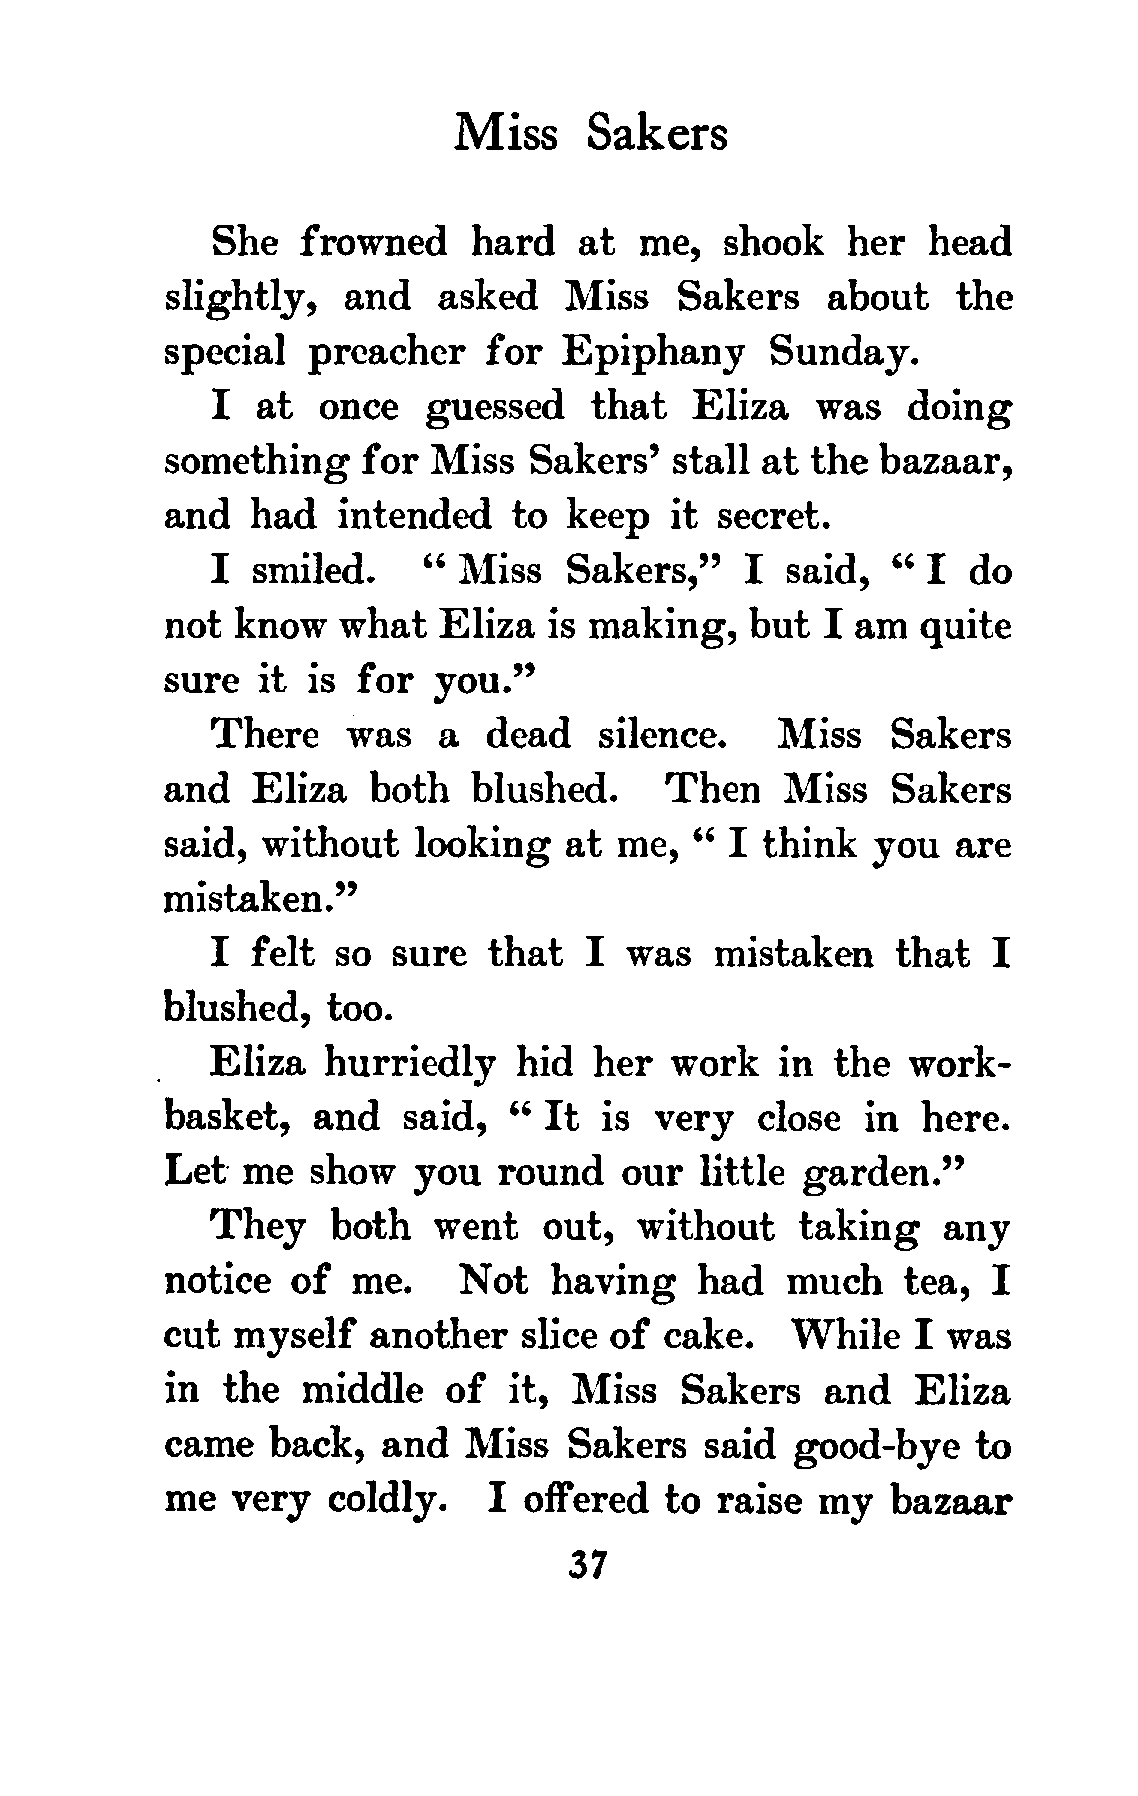 Miss Sakers
She frowned hard at me, shook her head
slightly, and asked Miss Sakers about the
special preacher for Epiphany Sunday.
I at once guessed that Eliza was doing
something for Miss Sakers’ stall at the bazaar,
and had intended to keep it secret.
I smiled. “ Miss Sakers,” I said, “ I do
not know what Eliza is making, but I am quite
sure it is for you.”
There was a dead silence. Miss Sakers
and Eliza both blushed. Then Miss Sakers
said, without looking at me, “ I think you are
mistaken.”
I felt so sure that I was mistaken that I
blushed, too.
Eliza hurriedly hid her work in the work-
basket, and said, “ It is very close in here.
Let me show you round our little garden.”
They both went out, without taking any
notice of me. Not having had much tea, I
cut myself another slice of cake. While I was
in the middle of it, Miss Sakers and Eliza
came back, and Miss Sakers said good-bye to
me very coldly. I offered to raise my bazaar
37